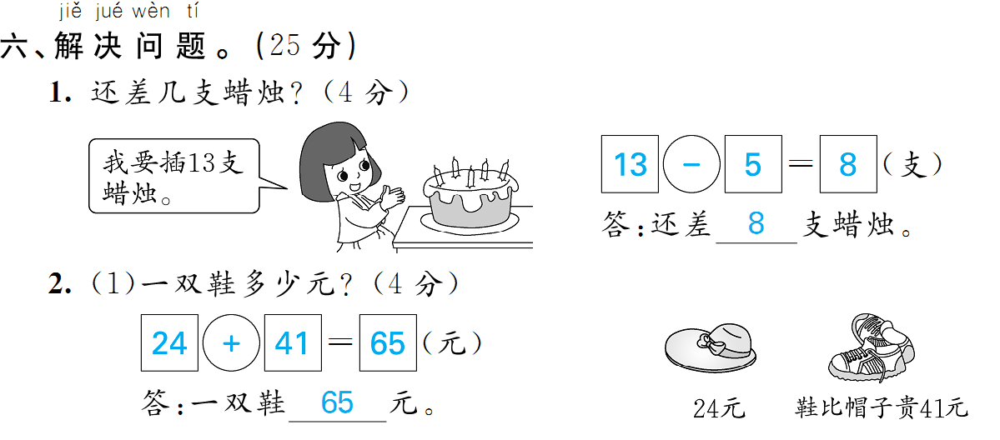 jiě jué wèn tí
六、解决问题。(25分)
1. 还差几支蜡烛?(4分)
我要插13支
蜡烛。
13 - 5 = 8 (支)
答:还差 8 支蜡烛。
2. (1)一双鞋多少元?(4分)
24 + 41 = 65 (元)
答:一双鞋 65 元。
24元
鞋比帽子贵41元